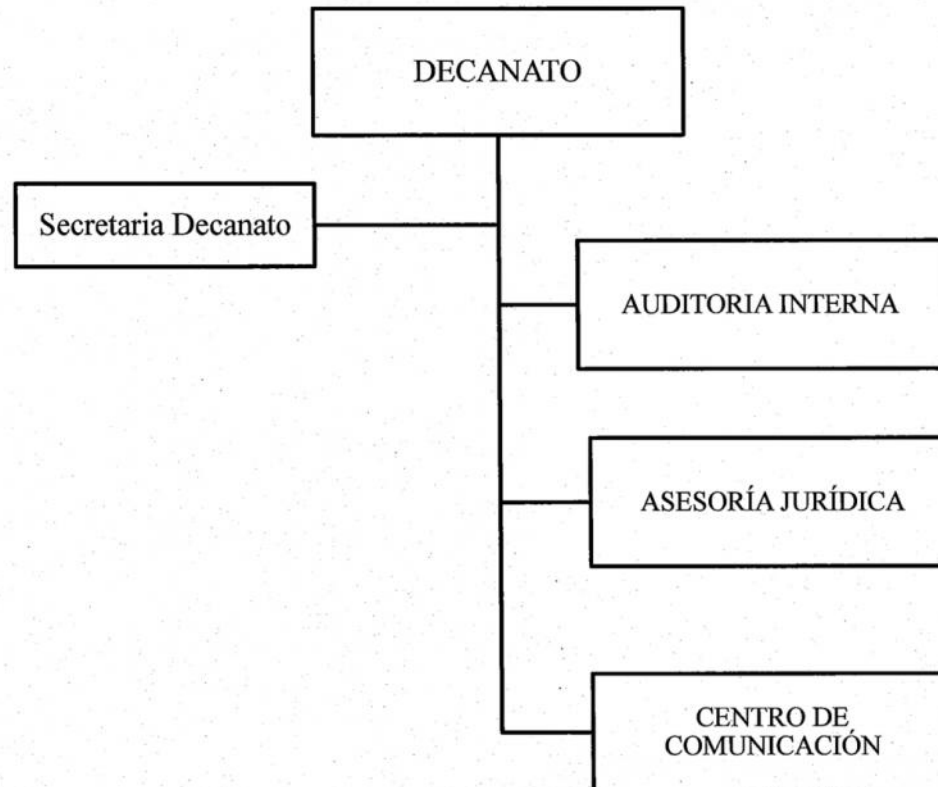 DECANATO
Secretaria Decanato
AUDITORIA INTERNA
ASESORÍA JURÍDICA
CENTRO DE
COMUNICACIÓN